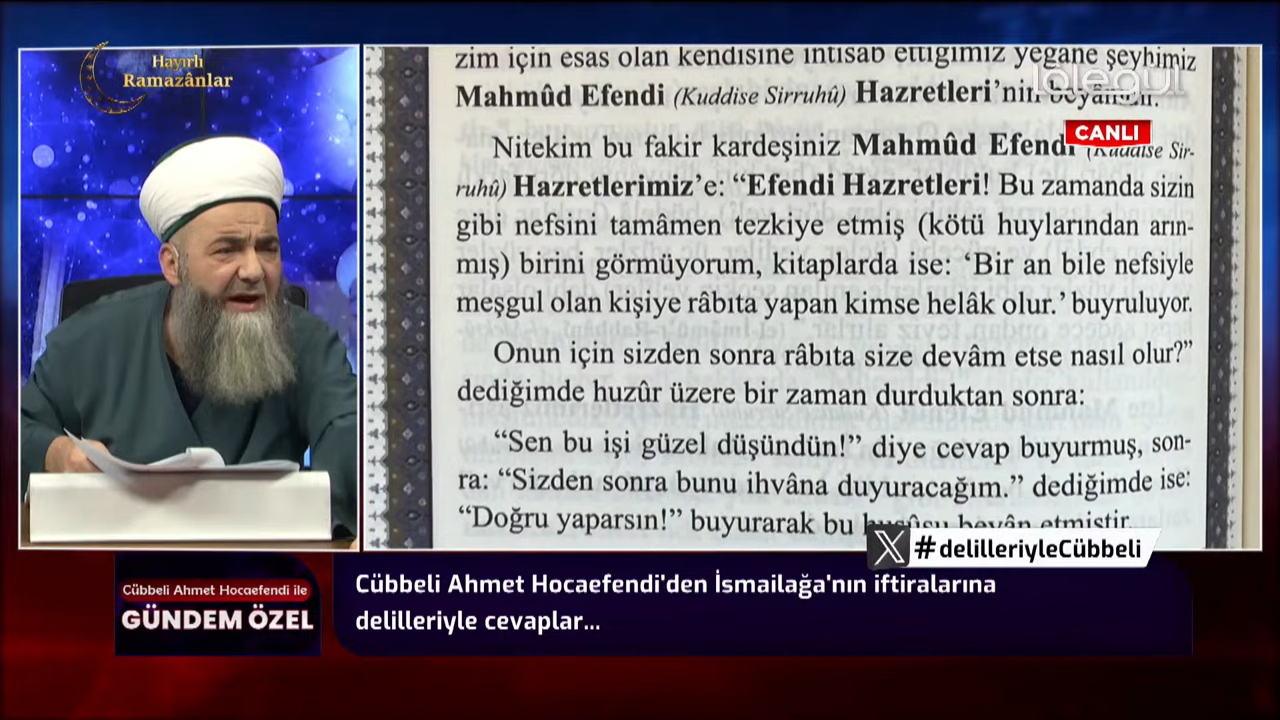 Hayırlı
Ramazânlar
zim için esas olan kendisine intisab ettiğimiz yegâne şeyhimiz
Mahmûd Efendi (Kuddise Sirruhû) Hazretleri'nin beyânıdır.
lâlegül
CANLI
Nitekim bu fakir kardeşiniz Mahmûd Efendi (Kuddise Sir-
ruhû) Hazretlerimiz'e: “Efendi Hazretleri! Bu zamanda sizin
gibi nefsini tamâmen tezkiye etmiş (kötü huylarından arın-
mış) birini görmüyorum, kitaplarda ise: ‘Bir an bile nefsiyle
meşgul olan kişiye râbıta yapan kimse helâk olur.’ buyruluyor.
Onun için sizden sonra râbıta size devâm etse nasıl olur?”
dediğimde huzûr üzere bir zaman durduktan sonra:
“Sen bu işi güzel düşündün!” diye cevap buyurmuş, son-
ra: “Sizden sonra bunu ihvâna duyuracağım.” dediğimde ise:
“Doğru yaparsın!” buyurarak bu husûsu beyân etmiştir.
#delilleriyleCübbeli
Cübbeli Ahmet Hocaefendi ile
GÜNDEM ÖZEL
Cübbeli Ahmet Hocaefendi'den İsmailağa'nın iftiralarına
delilleriyle cevaplar...